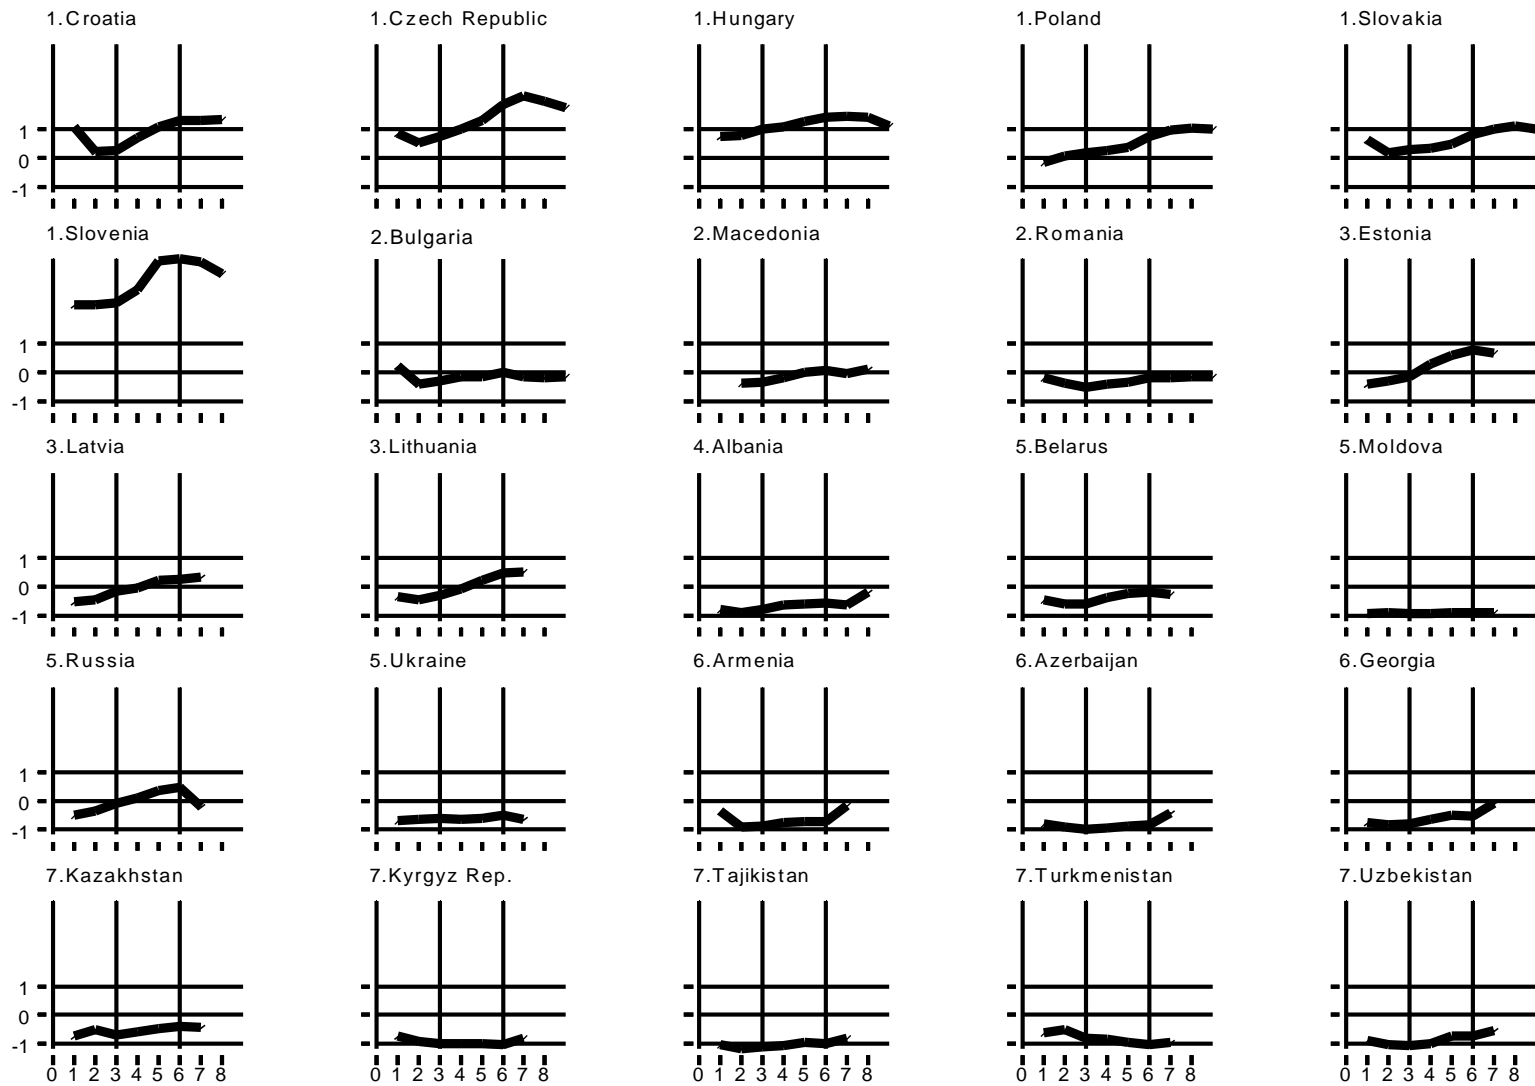 1.Croatia 1.Czech Republic 1.Hungary 1.Poland 1.Slovakia
1
0
-1
1.Slovenia 2.Bulgaria 2.Macedonia 2.Romania 3.Estonia
1
0
-1
3.Latvia 3.Lithuania 4.Albania 5.Belarus 5.Moldova
1
0
-1
5.Russia 5.Ukraine 6.Armenia 6.Azerbaijan 6.Georgia
1
0
-1
7.Kazakhstan 7.Kyrgyz Rep. 7.Tajikistan 7.Turkmenistan 7.Uzbekistan
1
0
-1
0 1 2 3 4 5 6 7 8 0 1 2 3 4 5 6 7 8 0 1 2 3 4 5 6 7 8 0 1 2 3 4 5 6 7 8 0 1 2 3 4 5 6 7 8